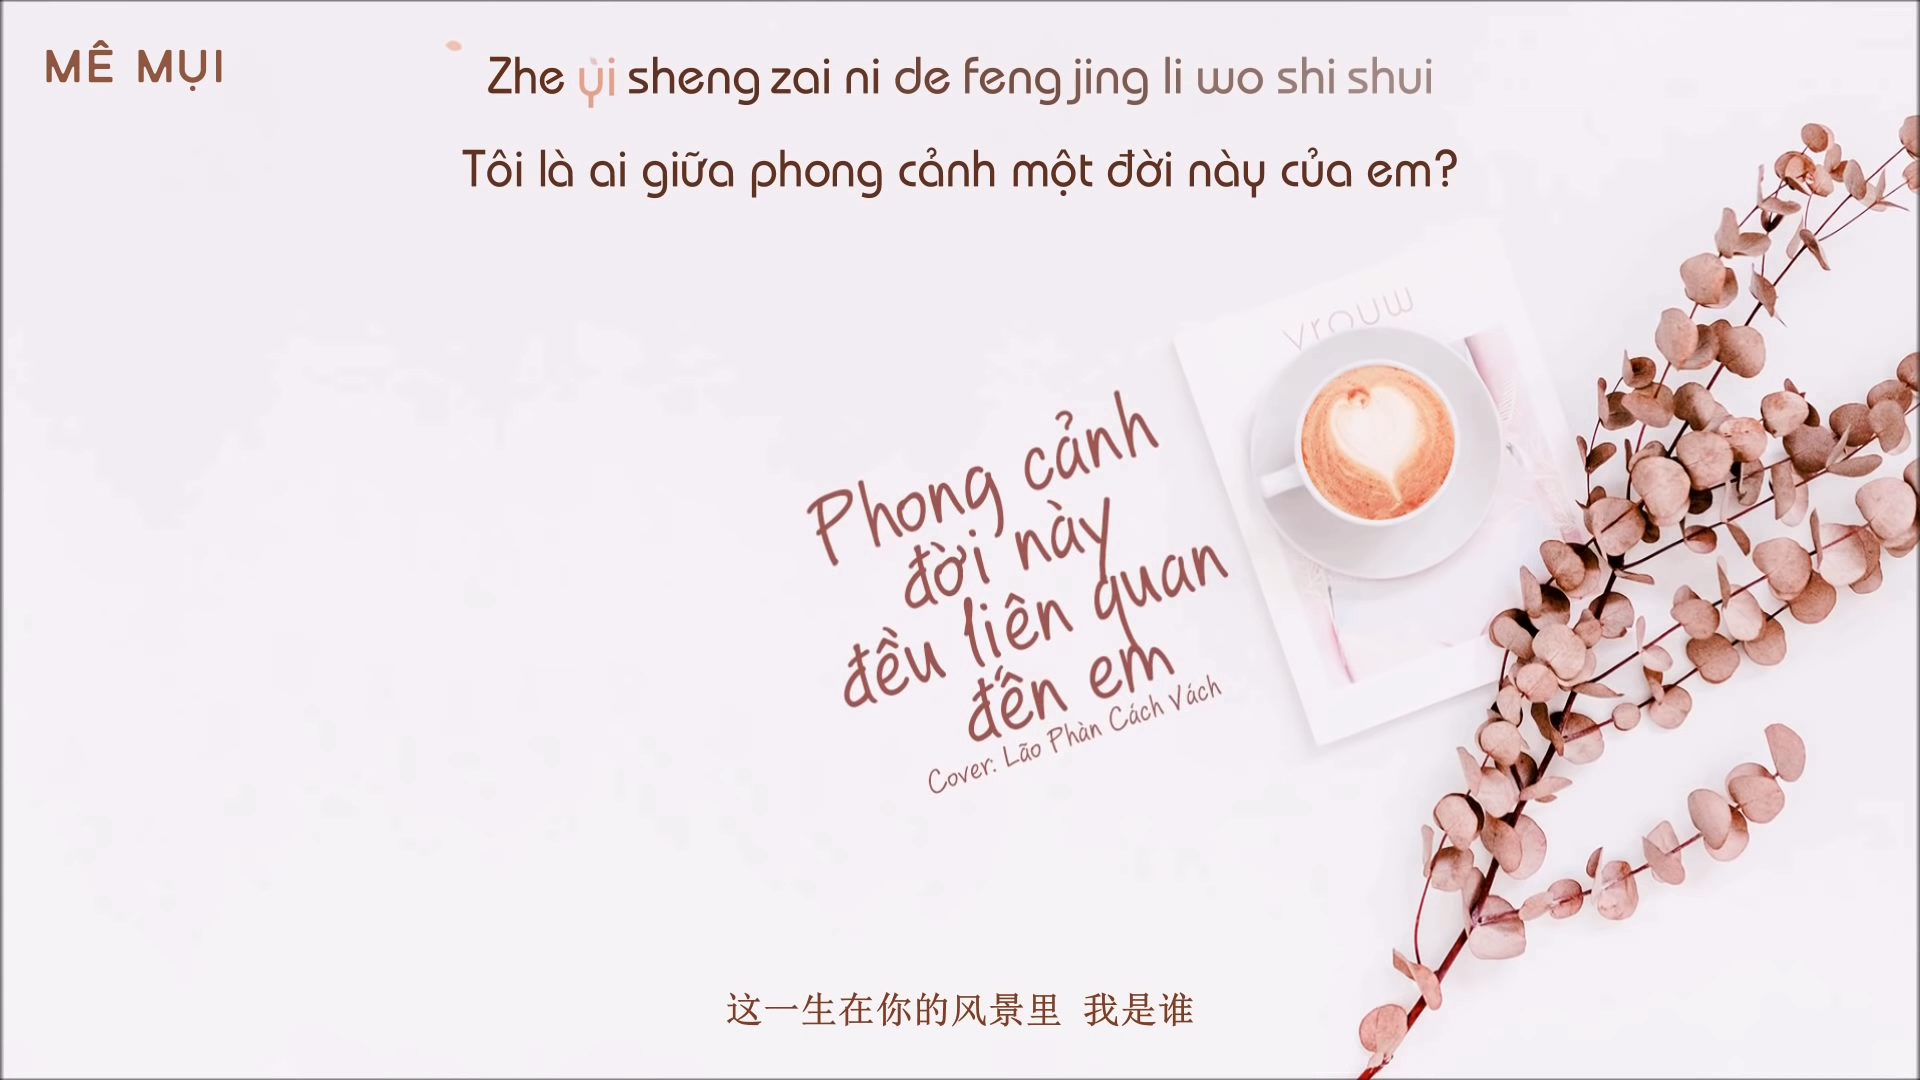 MÊ MỤI
Zhe yi sheng zai ni de feng jing li wo shi shui
Tôi là ai giữa phong cảnh một đời này của em?
vrouw
Phong cảnh
đời này
đều liên quan
đến em
Cover: Lão Phàn Cách Vách
这一生在你的风景里 我是谁